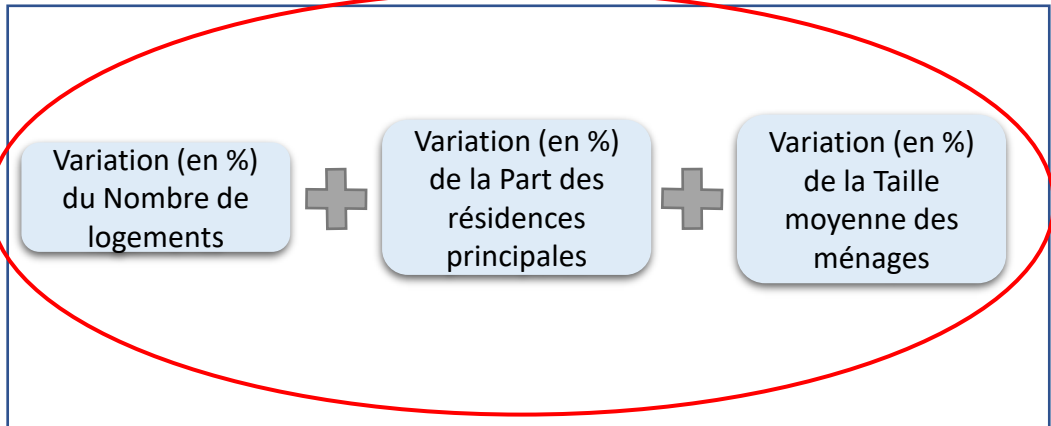 Variation (en %)
du Nombre de
logements
Variation (en %)
de la Part des
résidences
principales
Variation (en %)
de la Taille
moyenne des
ménages